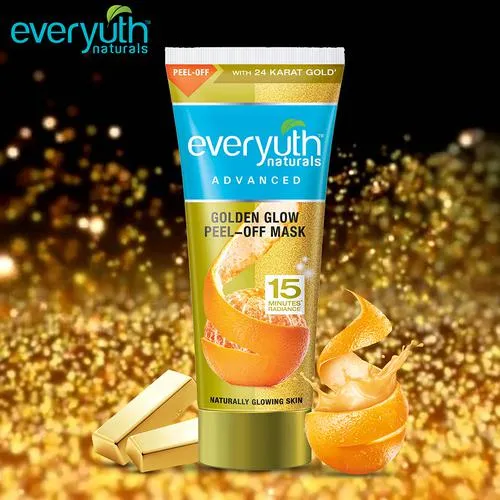 everyuth
naturals
PEEL-OFF
WITH 24 KARAT GOLD*
everyuth™
naturals
ADVANCED
GOLDEN GLOW
PEEL-OFF MASK
15
MINUTES*
RADIANCE
NATURALLY GLOWING SKIN